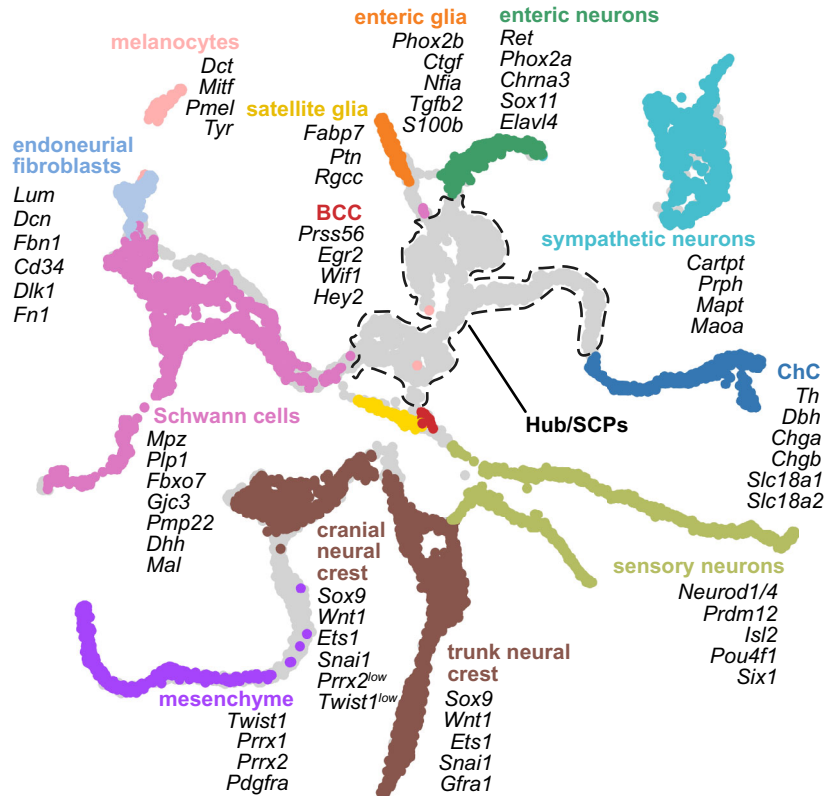 melanocytes
Dct
Mitf
Pmel
Tyr
enteric glia
Phox2b
Ctgf
Nfia
Tgfb2
S100b
enteric neurons
Ret
Phox2a
Chrna3
Sox11
Elavl4
satellite glia
Fabp7
Ptn
Rgcc
endoneurial
fibroblasts
Lum
Dcn
Fbn1
Cd34
Dlk1
Fn1
BCC
Prss56
Egr2
Wif1
Hey2
sympathetic neurons
Cartpt
Prph
Mapt
Maoa
Hub/SCPs
ChC
Th
Dbh
Chga
Chgb
Slc18a1
Slc18a2
Schwann cells
Mpz
Plp1
Fbxo7
Gjc3
Pmp22
Dhh
Mal
cranial
neural
crest
Sox9
Wnt1
Ets1
Snai1
Prrx2low
Twist1low
sensory neurons
Neurod1/4
Prdm12
Isl2
Pou4f1
Six1
trunk neural
crest
Sox9
Wnt1
Ets1
Snai1
Gfra1
mesenchyme
Twist1
Prrx1
Prrx2
Pdgfra